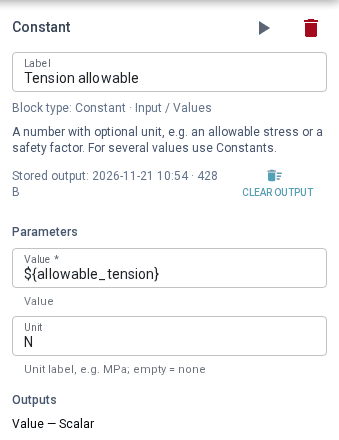 Constant
Label
Tension allowable
Block type: Constant · Input / Values
A number with optional unit, e.g. an allowable stress or a
safety factor. For several values use Constants.
Stored output: 2026-11-21 10:54 · 428
B
CLEAR OUTPUT
Parameters
Value *
${allowable_tension}
Value
Unit
N
Unit label, e.g. MPa; empty = none
Outputs
Value — Scalar